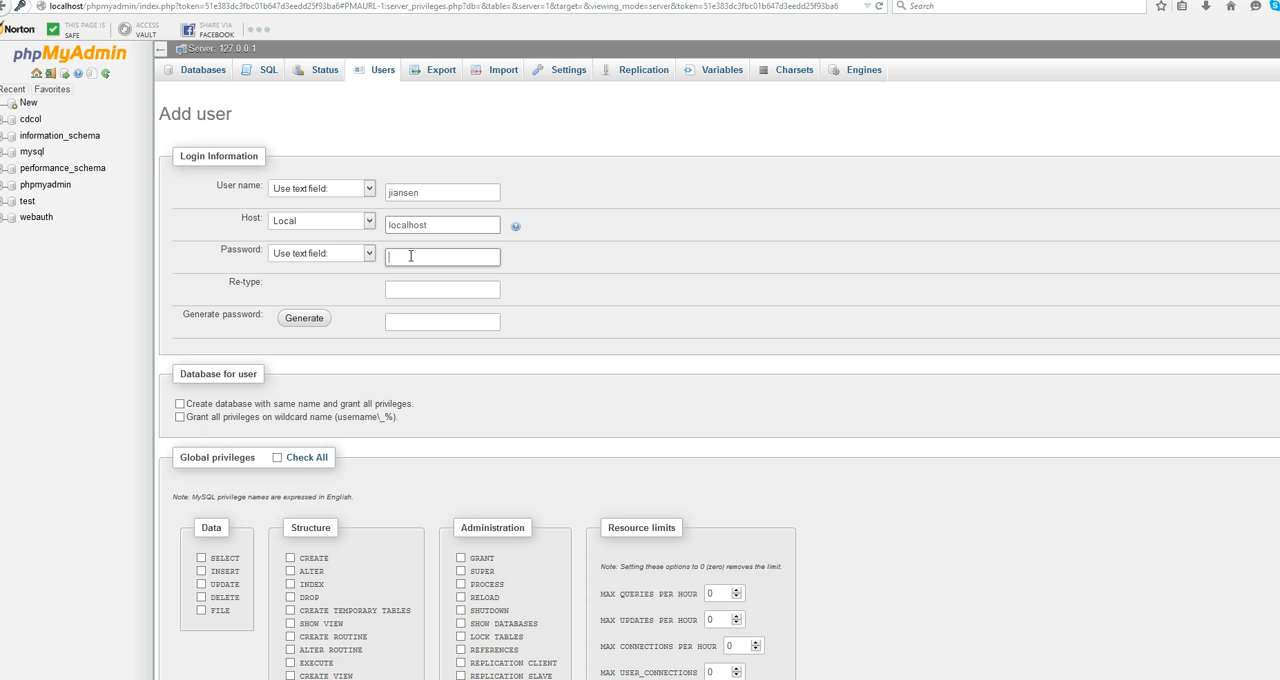 localhost/phpmyadmin/index.php?token=51e383dc3fbc01b647d3eedd25f93ba6#PMAURL-1:server_privileges.php?db=&table=&server=1&target=&viewing_mode=server&token=51e383dc3fbc01b647d3eedd25f93ba6
Search
Norton
THIS PAGE IS SAFE
ACCESS VAULT
SHARE VIA FACEBOOK
phpMyAdmin
Server: 127.0.0.1
Databases SQL Status Users Export Import Settings Replication Variables Charsets Engines
Recent Favorites
New
cdcol
information_schema
mysql
performance_schema
phpmyadmin
test
webauth
Add user
Login Information
User name: Use text field: jiansen
Host: Local localhost
Password: Use text field:
Re-type:
Generate password: Generate
Database for user
Create database with same name and grant all privileges.
Grant all privileges on wildcard name (username\_%).
Global privileges Check All
Note: MySQL privilege names are expressed in English.
Data
SELECT
INSERT
UPDATE
DELETE
FILE
Structure
CREATE
ALTER
INDEX
DROP
CREATE TEMPORARY TABLES
SHOW VIEW
CREATE ROUTINE
ALTER ROUTINE
EXECUTE
CREATE VIEW
Administration
GRANT
SUPER
PROCESS
RELOAD
SHUTDOWN
SHOW DATABASES
LOCK TABLES
REFERENCES
REPLICATION CLIENT
REPLICATION SLAVE
Resource limits
Note: Setting these options to 0 (zero) removes the limit.
MAX QUERIES PER HOUR 0
MAX UPDATES PER HOUR 0
MAX CONNECTIONS PER HOUR 0
MAX USER_CONNECTIONS 0